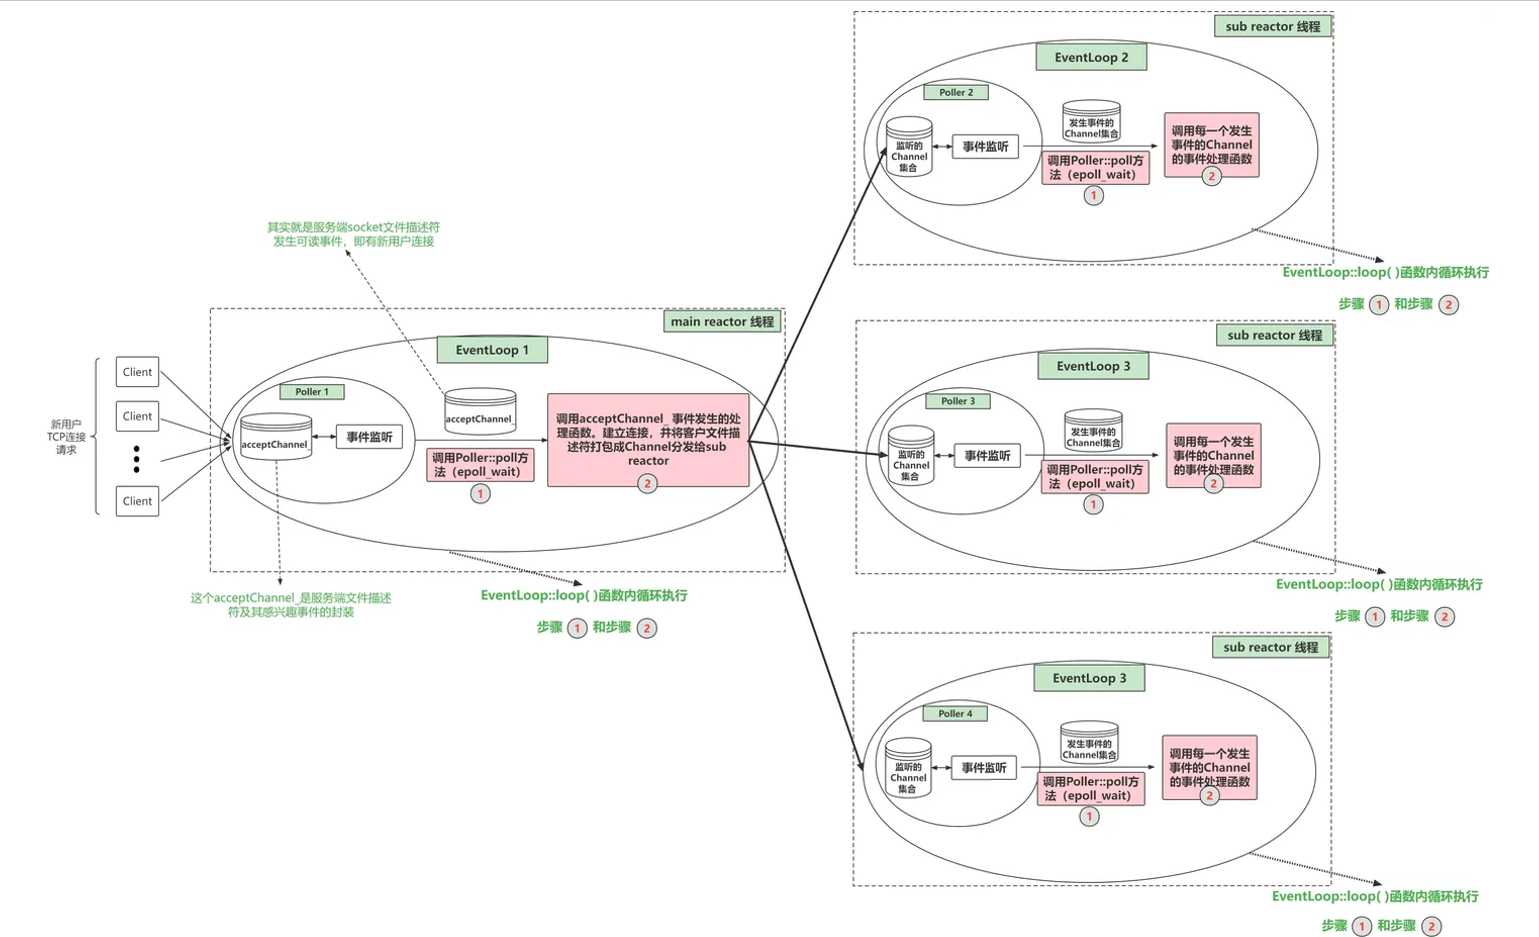 新用户
TCP连接
请求
Client
Client
Client
其实就是服务端socket文件描述符
发生可读事件，即有新用户连接
main reactor 线程
EventLoop 1
Poller 1
acceptChannel_
事件监听
acceptChannel_
调用Poller::poll方
法（epoll_wait）
1
调用acceptChannel_ 事件发生的处
理函数。建立连接，并将客户文件描
述符打包成Channel分发给sub
reactor
2
这个acceptChannel_是服务端文件描述
符及其感兴趣事件的封装
EventLoop::loop( )函数内循环执行
步骤 1 和步骤 2
sub reactor 线程
EventLoop 2
Poller 2
监听的
Channel
集合
事件监听
发生事件的
Channel集合
调用Poller::poll方
法（epoll_wait）
1
调用每一个发生
事件的Channel
的事件处理函数
2
EventLoop::loop( )函数内循环执行
步骤 1 和步骤 2
sub reactor 线程
EventLoop 3
Poller 3
监听的
Channel
集合
事件监听
发生事件的
Channel集合
调用Poller::poll方
法（epoll_wait）
1
调用每一个发生
事件的Channel
的事件处理函数
2
EventLoop::loop( )函数内循环执行
步骤 1 和步骤 2
sub reactor 线程
EventLoop 3
Poller 4
监听的
Channel
集合
事件监听
发生事件的
Channel集合
调用Poller::poll方
法（epoll_wait）
1
调用每一个发生
事件的Channel
的事件处理函数
2
EventLoop::loop( )函数内循环执行
步骤 1 和步骤 2